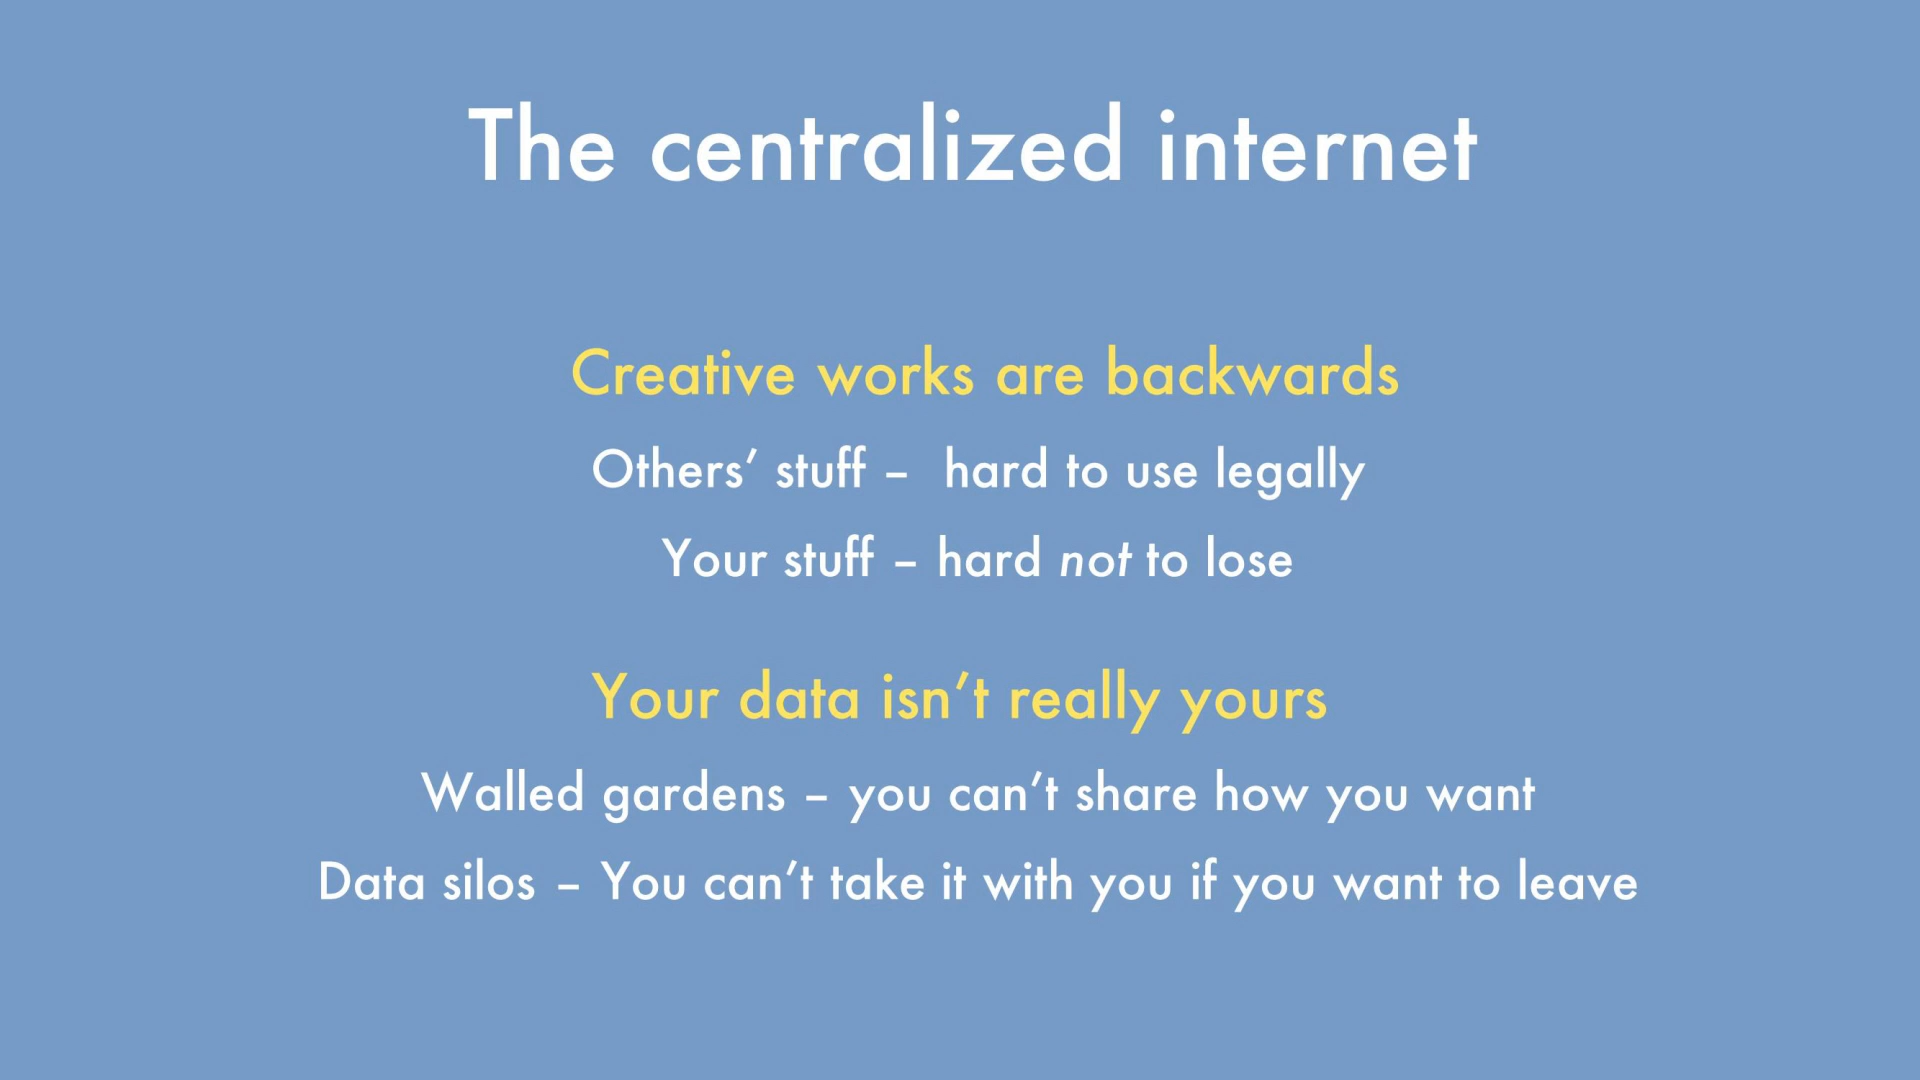 The centralized internet
Creative works are backwards
Others’ stuff –  hard to use legally
Your stuff – hard not to lose
Your data isn’t really yours
Walled gardens – you can’t share how you want
Data silos – You can’t take it with you if you want to leave